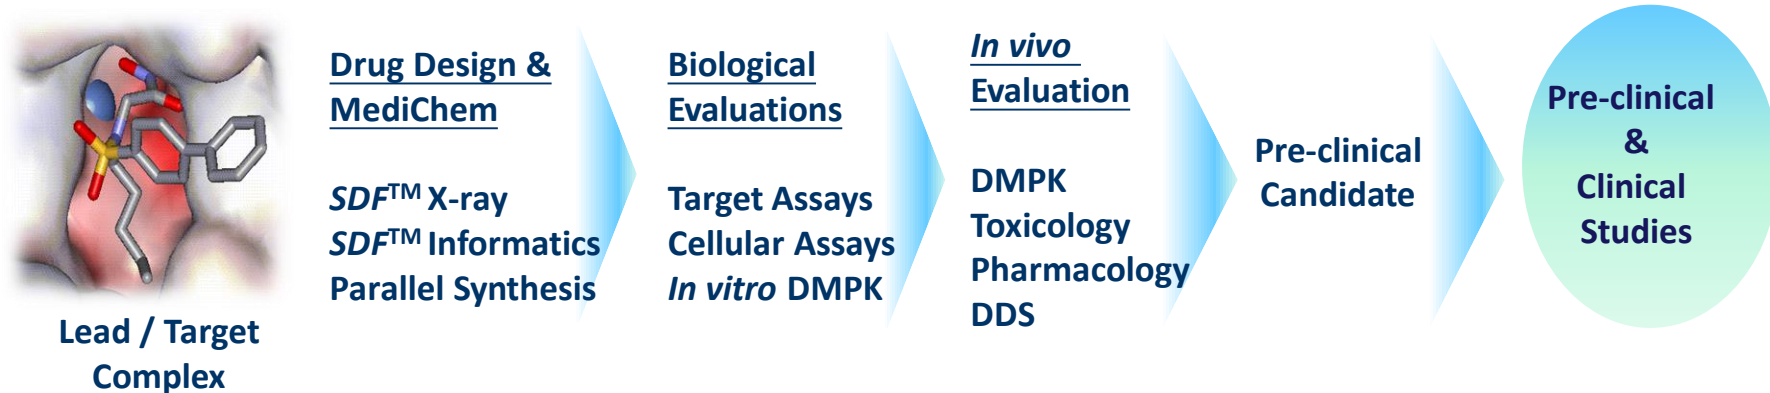 Lead / Target
Complex
Drug Design &
MediChem
SDF™ X-ray
SDF™ Informatics
Parallel Synthesis
Biological
Evaluations
Target Assays
Cellular Assays
In vitro DMPK
In vivo
Evaluation
DMPK
Toxicology
Pharmacology
DDS
Pre-clinical
Candidate
Pre-clinical
&
Clinical
Studies